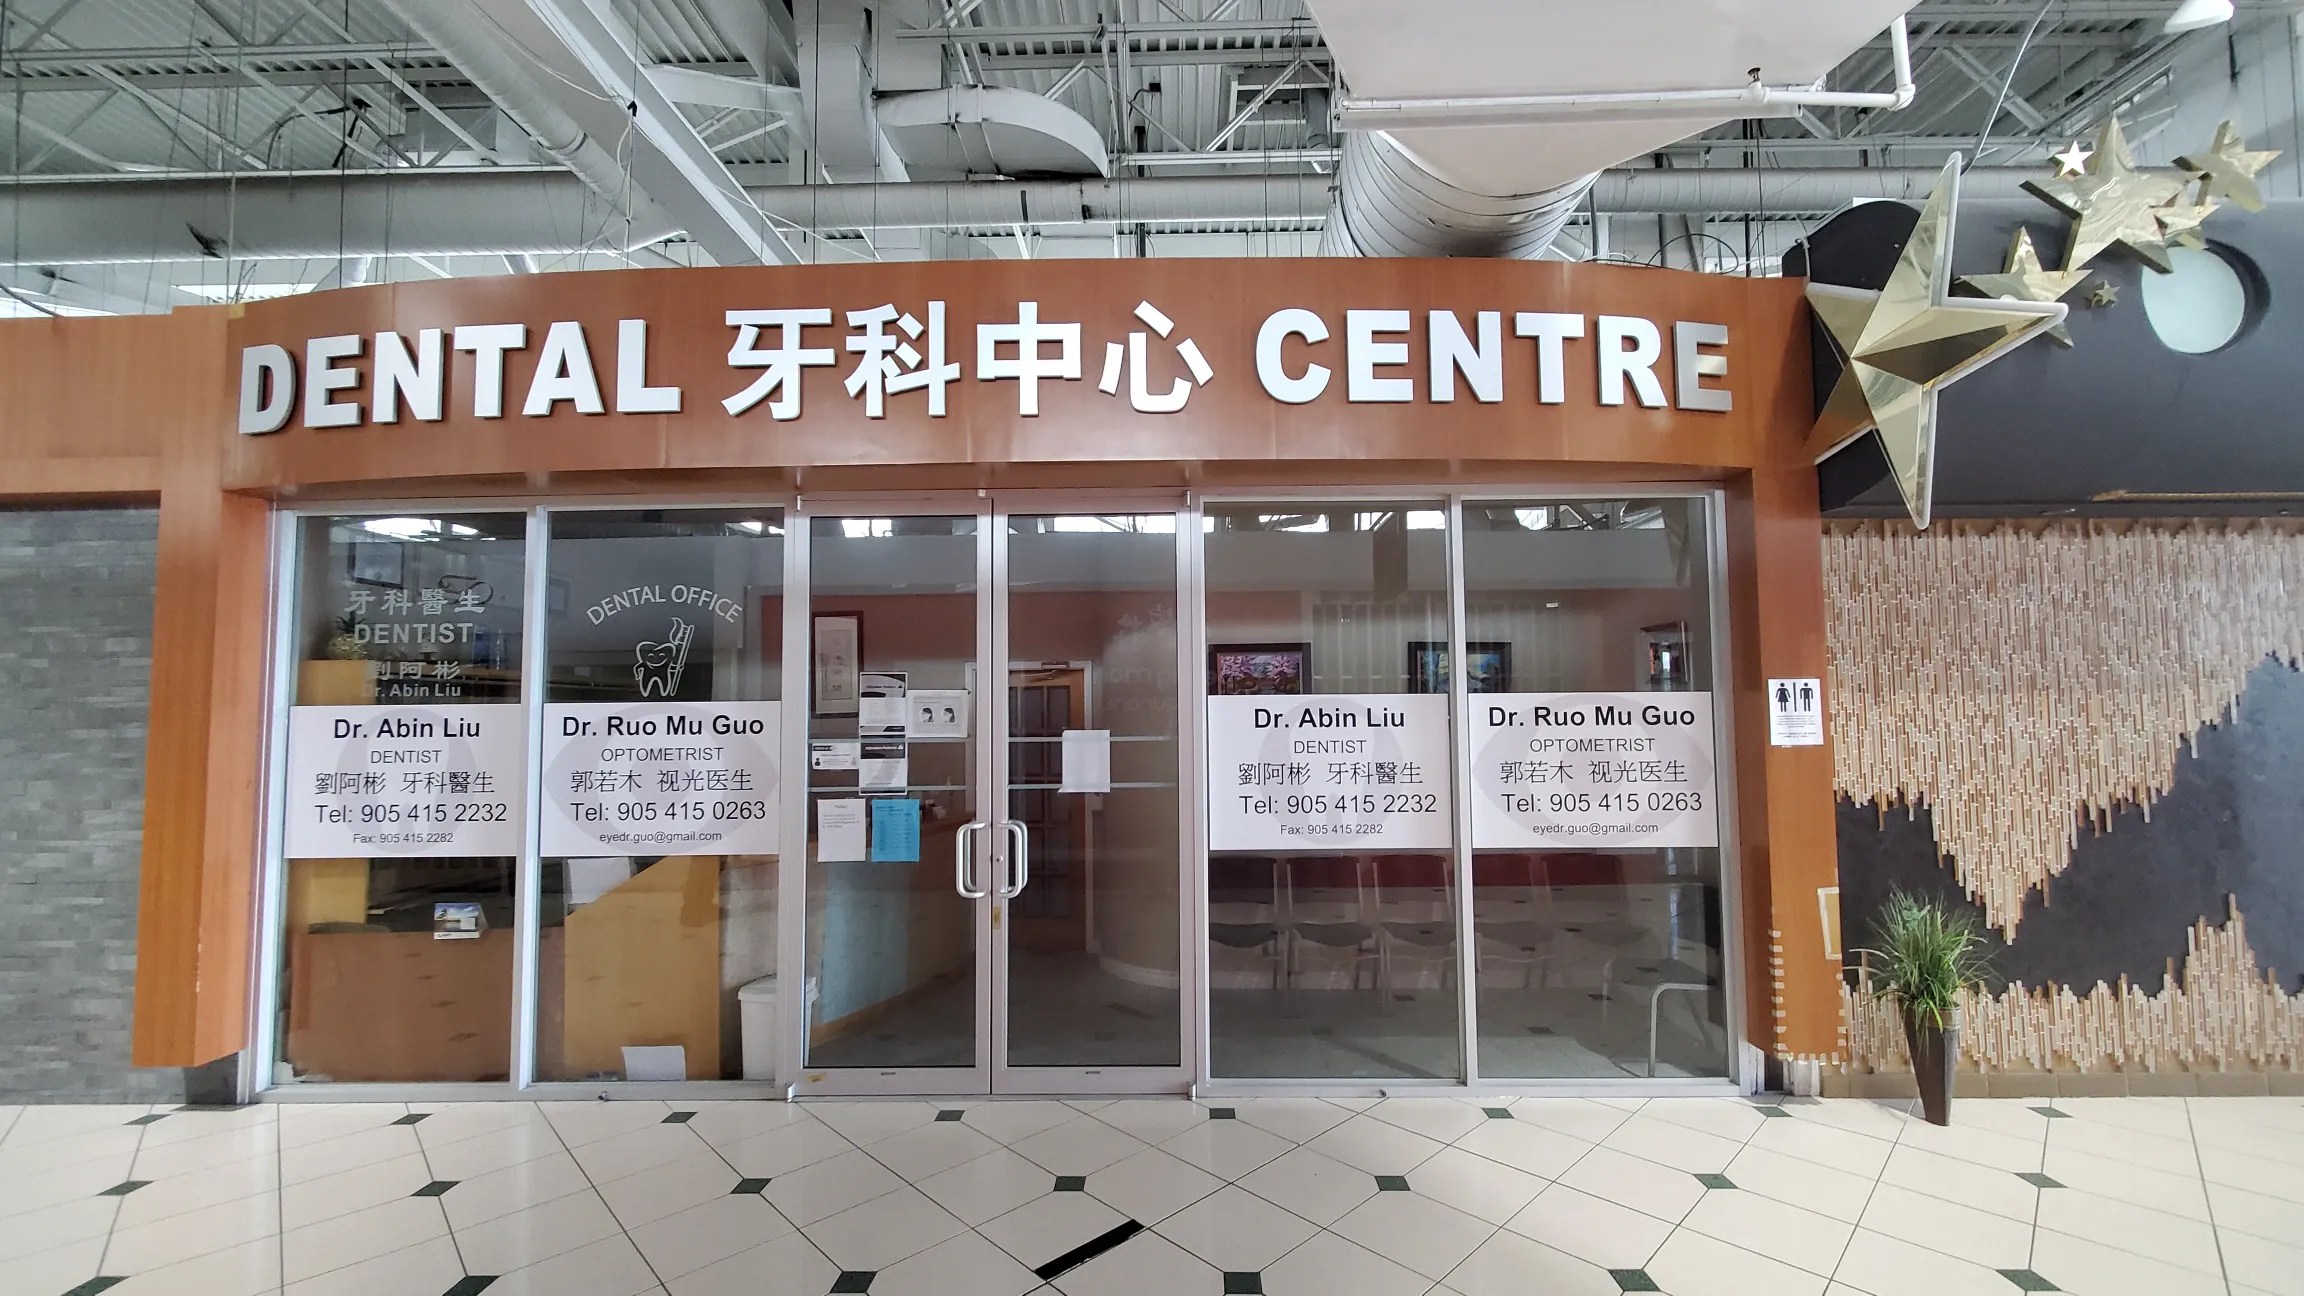 DENTAL 牙科中心 CENTRE
牙科醫生
DENTIST
劉阿彬
Dr. Abin Liu
DENTAL OFFICE
Dr. Abin Liu
DENTIST
劉阿彬 牙科醫生
Tel: 905 415 2232
Fax: 905 415 2282
Dr. Ruo Mu Guo
OPTOMETRIST
郭若木 视光医生
Tel: 905 415 0263
eyedr.guo@gmail.com
Dr. Abin Liu
DENTIST
劉阿彬 牙科醫生
Tel: 905 415 2232
Fax: 905 415 2282
Dr. Ruo Mu Guo
OPTOMETRIST
郭若木 视光医生
Tel: 905 415 0263
eyedr.guo@gmail.com